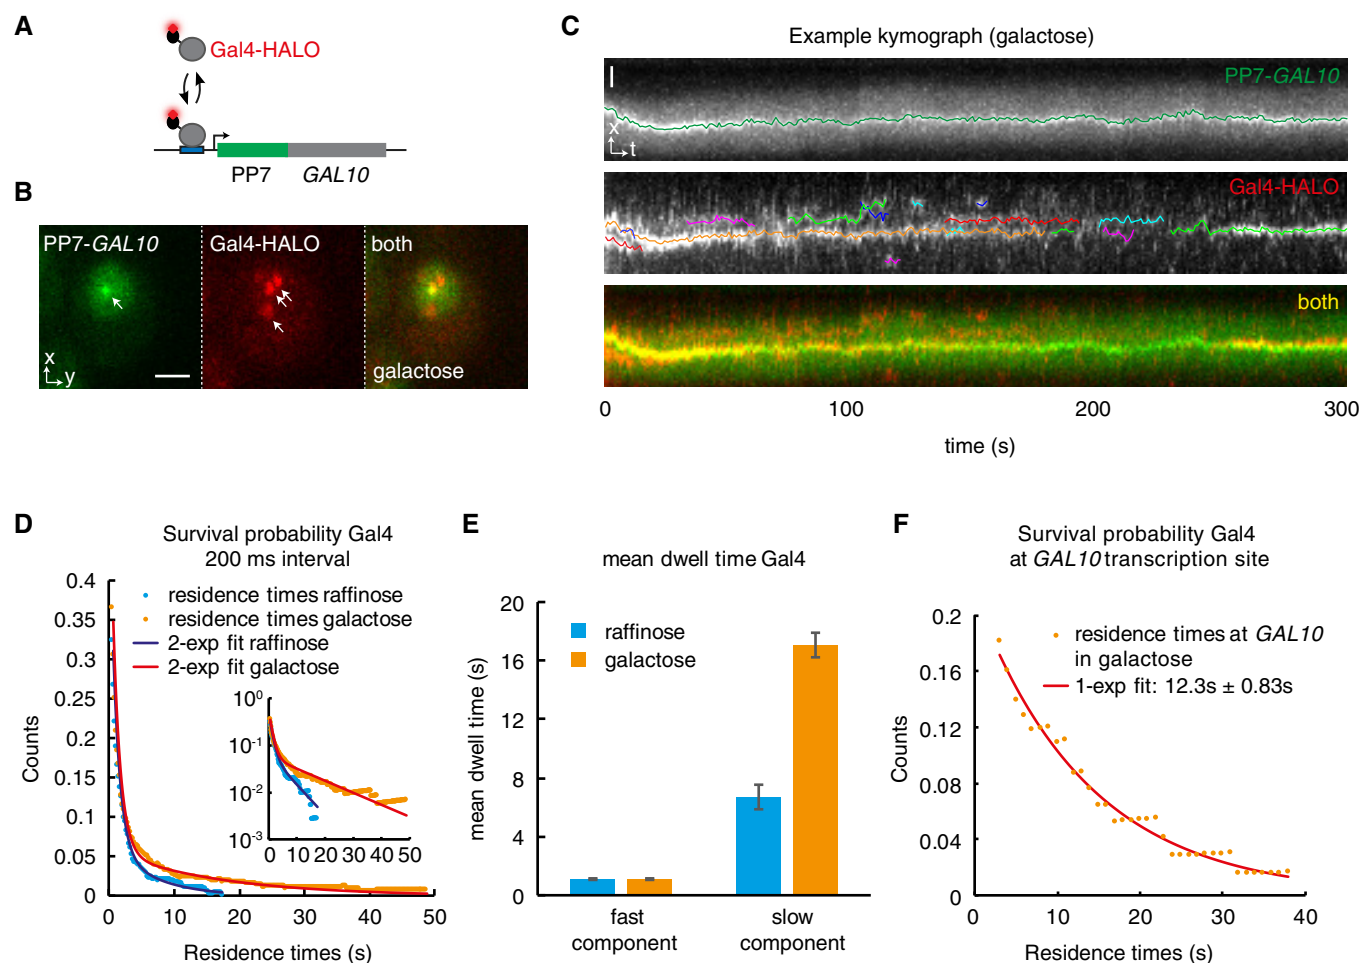 A
Gal4-HALO
PP7
GAL10
B
PP7-GAL10
Gal4-HALO
both
x
y
galactose
C
Example kymograph (galactose)
PP7-GAL10
x
t
Gal4-HALO
both
0
100
200
300
time (s)
D
Survival probability Gal4
200 ms interval
residence times raffinose
residence times galactose
2-exp fit raffinose
2-exp fit galactose
Counts
0.4
0.35
0.3
0.25
0.2
0.15
0.1
0.05
0
10⁰
10⁻¹
10⁻²
10⁻³
0 10 20 30 40 50
0 10 20 30 40 50
Residence times (s)
E
mean dwell time Gal4
raffinose
galactose
mean dwell time (s)
20
16
12
8
4
0
fast
component
slow
component
F
Survival probability Gal4
at GAL10 transcription site
residence times at GAL10
in galactose
1-exp fit: 12.3s ± 0.83s
Counts
0.2
0.16
0.12
0.08
0.04
0
0 10 20 30 40
Residence times (s)